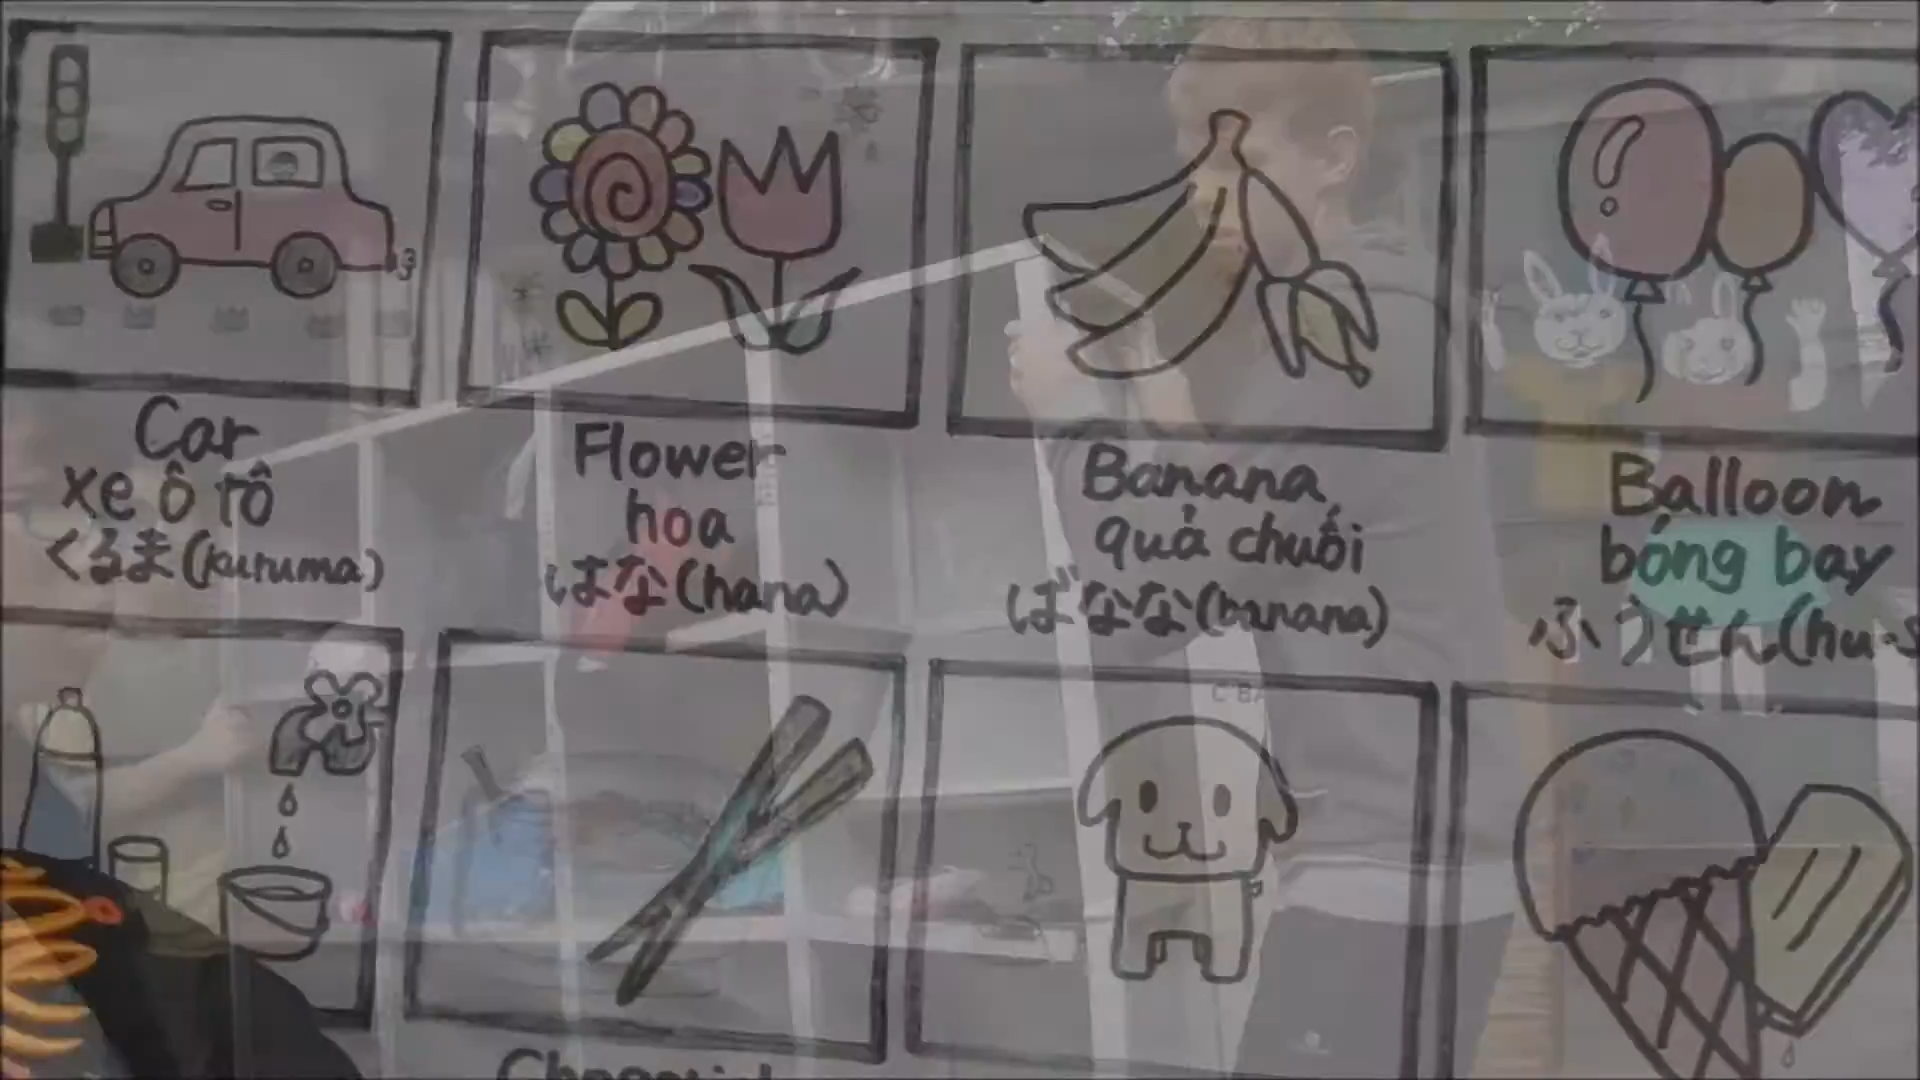 Car
xe ô tô
くるま(kuruma)
Flower
hoa
はな(hana)
Banana
quả chuối
ばなな(banana)
Balloon
bóng bay
ふうせん(hu-s